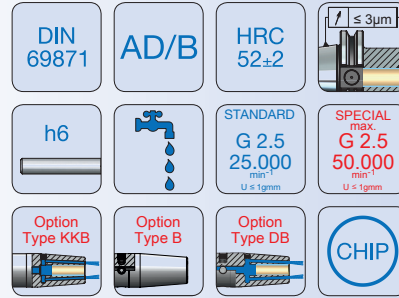 DIN
69871
AD/B
HRC
52±2
↗ ≤ 3µm
h6
STANDARD
G 2.5
25.000
min⁻¹
U ≤ 1gmm
SPECIAL
max.
G 2.5
50.000
min⁻¹
U ≤ 1gmm
Option
Type KKB
Option
Type B
Option
Type DB
CHIP